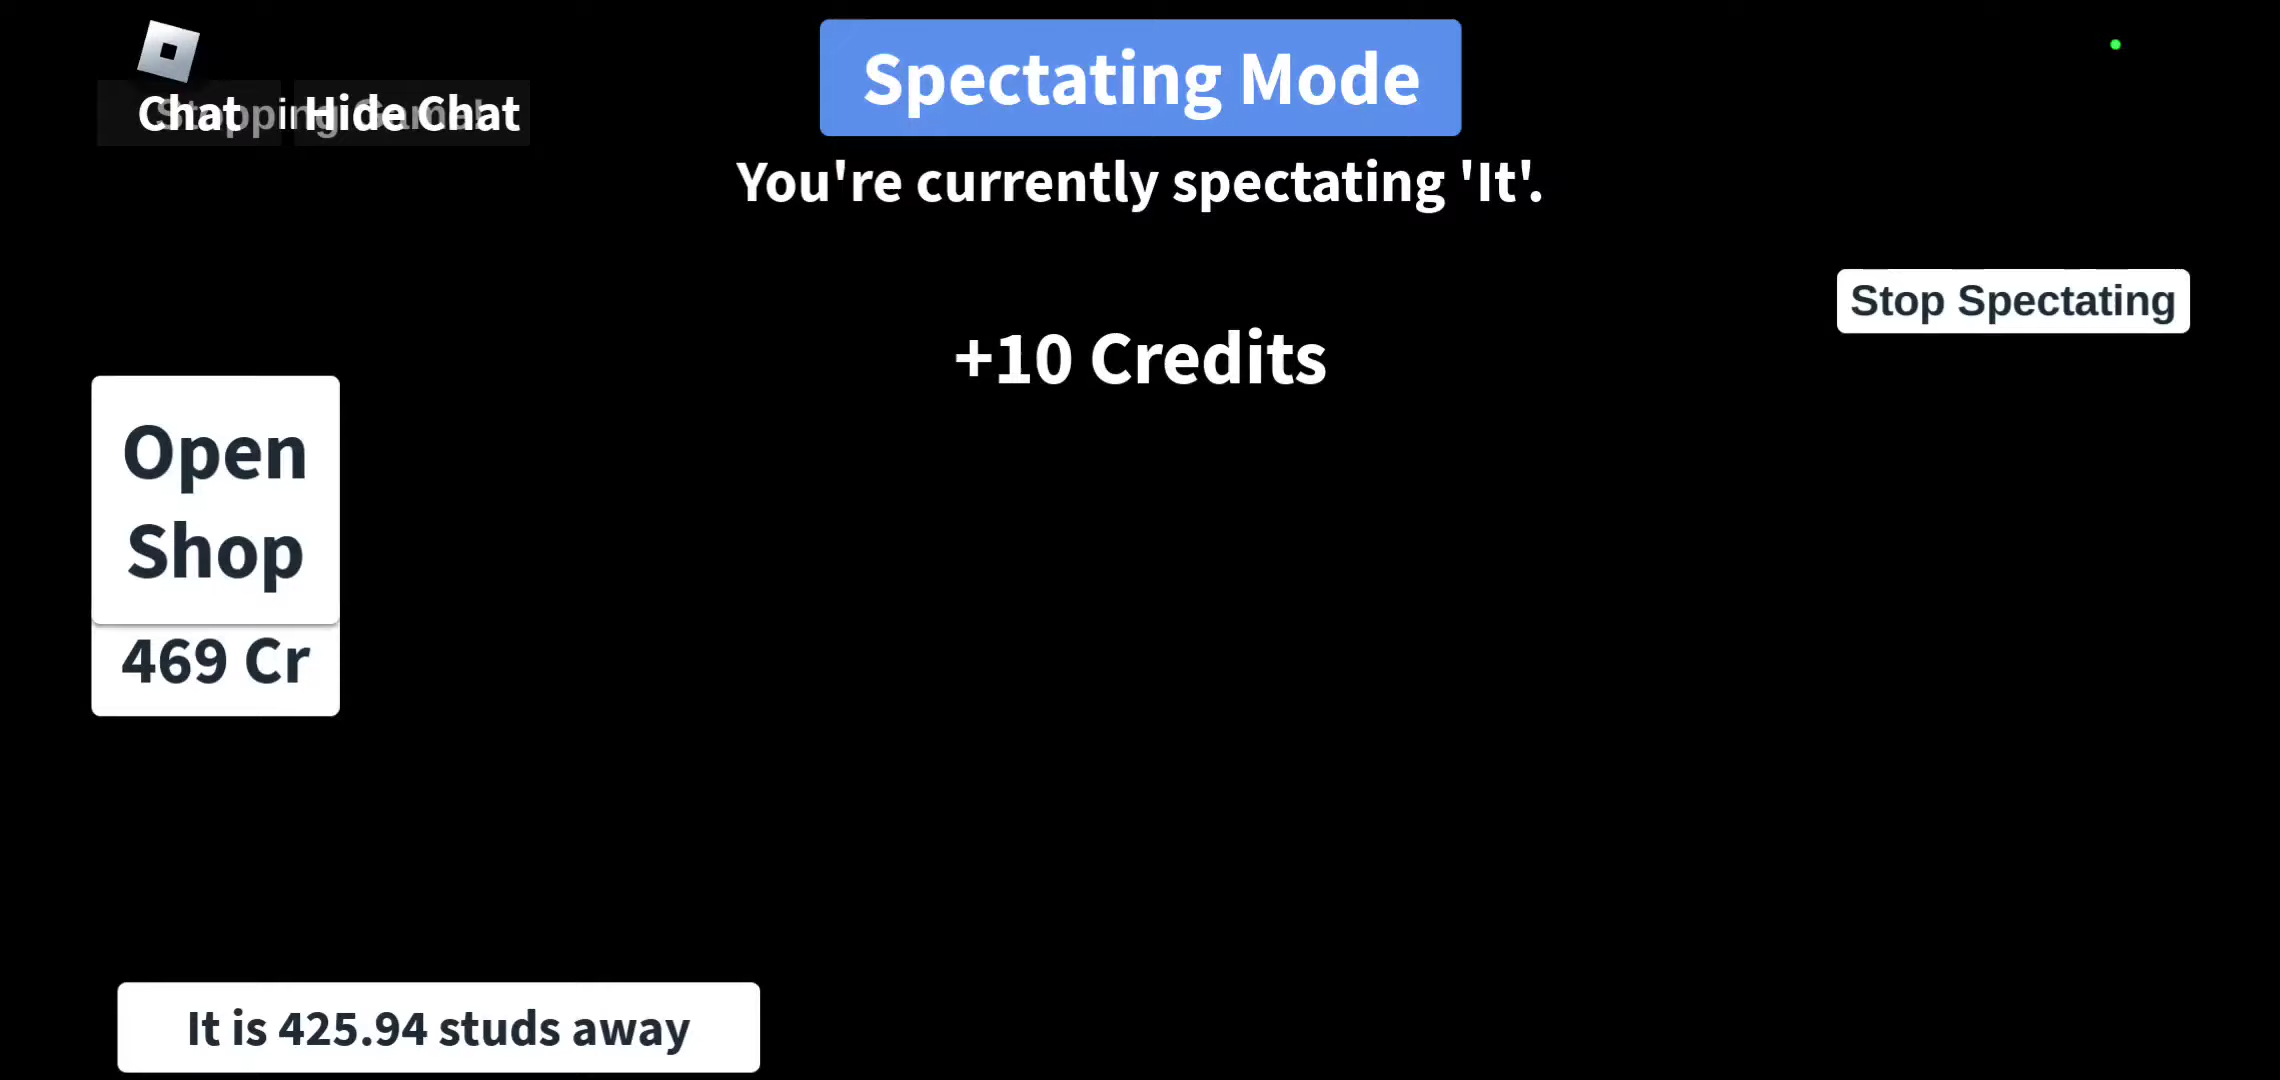 Chat
Hide Chat
Spectating Mode
You're currently spectating 'It'.
Stop Spectating
+10 Credits
Open
Shop
469 Cr
It is 425.94 studs away